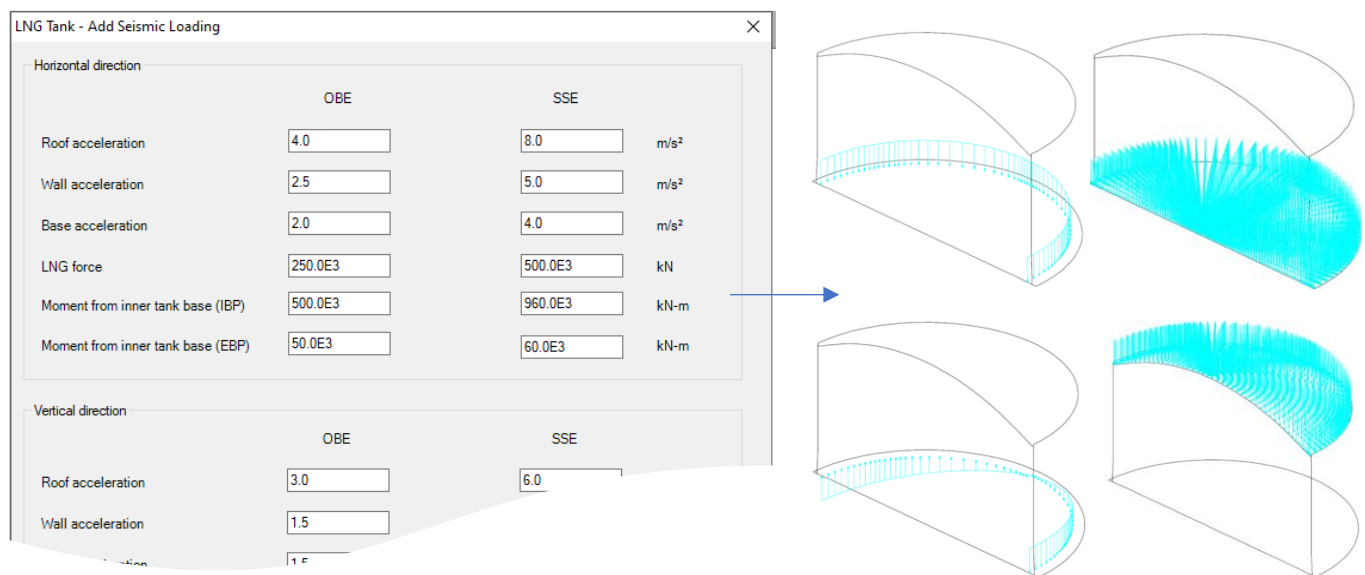 LNG Tank - Add Seismic Loading
Horizontal direction
OBE SSE
Roof acceleration 4.0 8.0 m/s²
Wall acceleration 2.5 5.0 m/s²
Base acceleration 2.0 4.0 m/s²
LNG force 250.0E3 500.0E3 kN
Moment from inner tank base (IBP) 500.0E3 960.0E3 kN-m
Moment from inner tank base (EBP) 50.0E3 60.0E3 kN-m
Vertical direction
OBE SSE
Roof acceleration 3.0 6.0
Wall acceleration 1.5